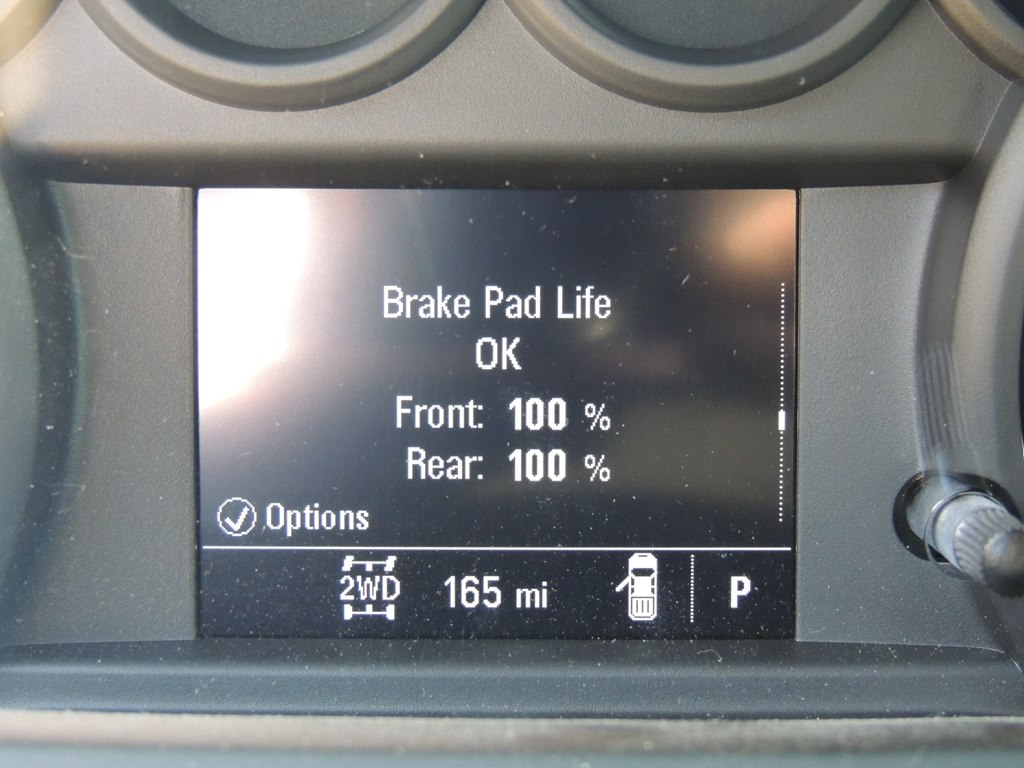 Brake Pad Life
OK
Front: 100 %
Rear: 100 %
Options
2WD 165 mi P